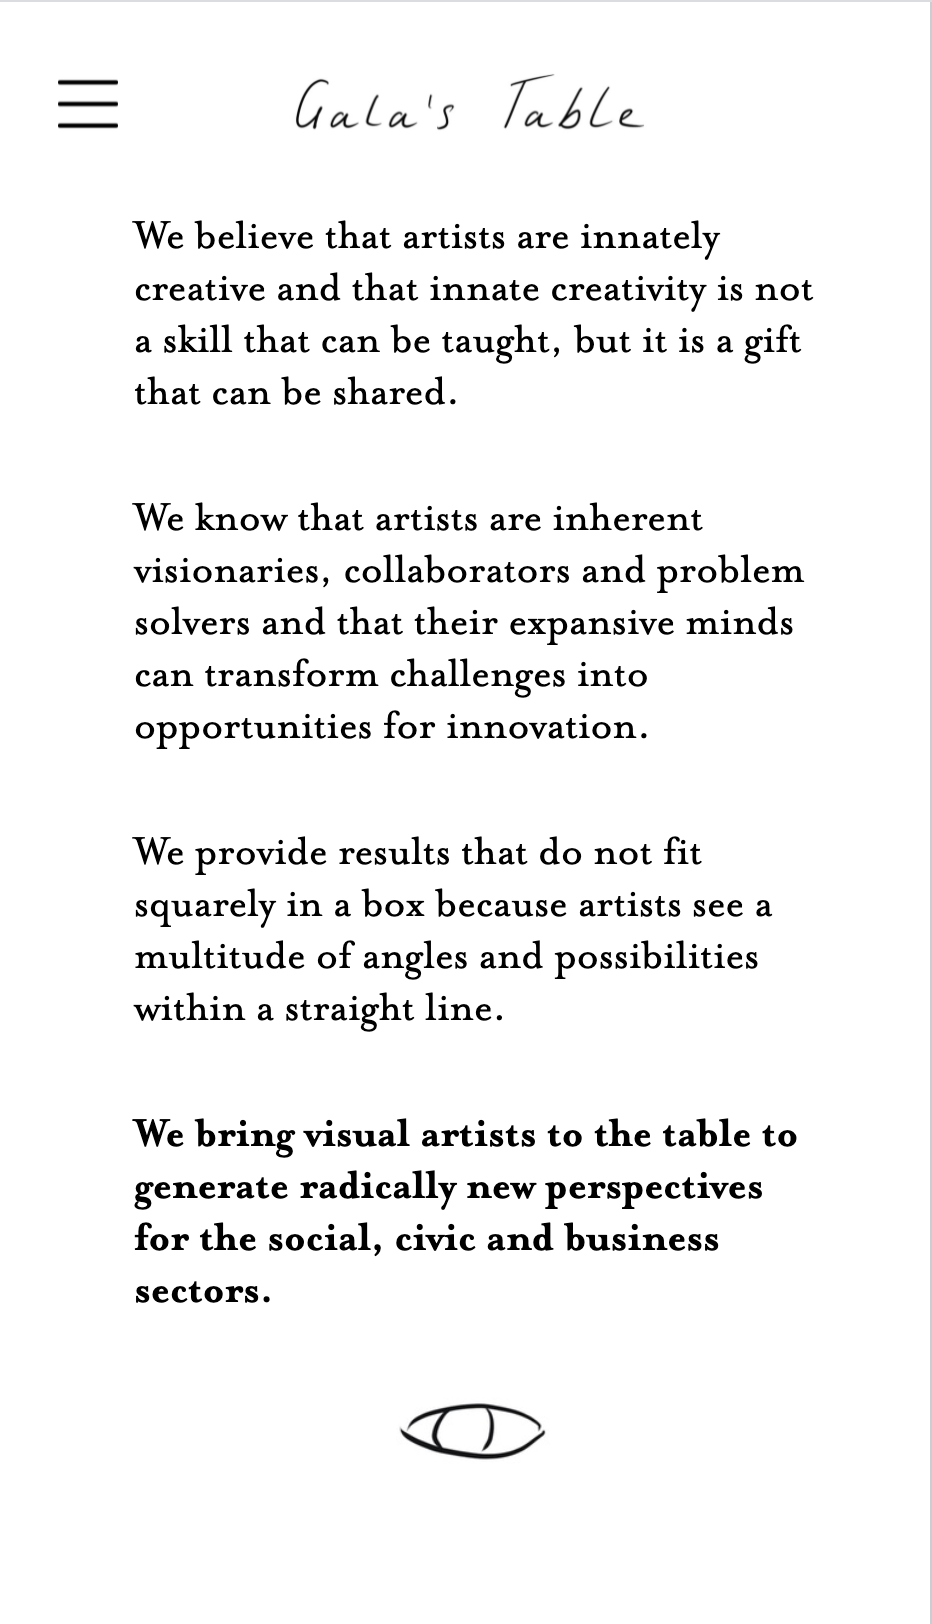 Gala's Table
We believe that artists are innately
creative and that innate creativity is not
a skill that can be taught, but it is a gift
that can be shared.
We know that artists are inherent
visionaries, collaborators and problem
solvers and that their expansive minds
can transform challenges into
opportunities for innovation.
We provide results that do not fit
squarely in a box because artists see a
multitude of angles and possibilities
within a straight line.
We bring visual artists to the table to
generate radically new perspectives
for the social, civic and business
sectors.